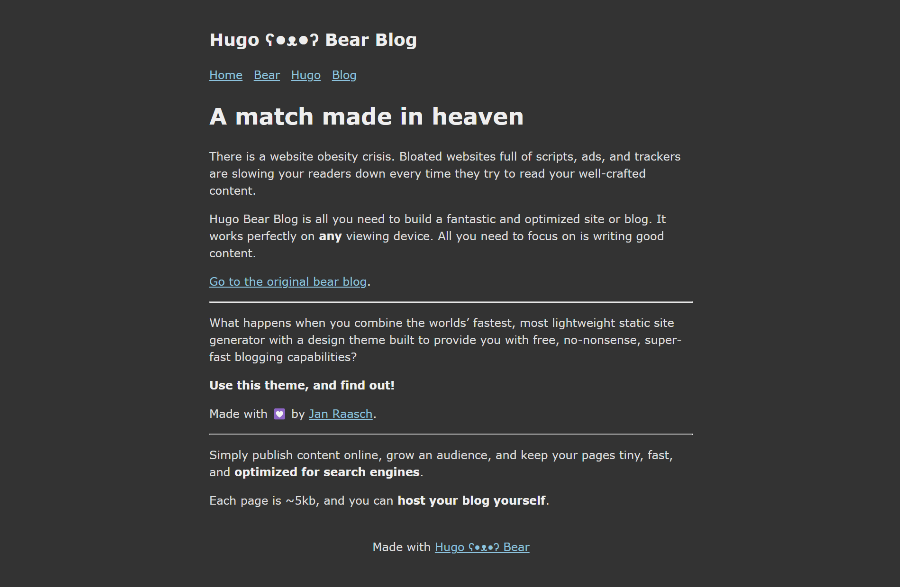 Hugo ʕ•ᴥ•ʔ Bear Blog
Home Bear Hugo Blog
A match made in heaven
There is a website obesity crisis. Bloated websites full of scripts, ads, and trackers
are slowing your readers down every time they try to read your well-crafted
content.
Hugo Bear Blog is all you need to build a fantastic and optimized site or blog. It
works perfectly on any viewing device. All you need to focus on is writing good
content.
Go to the original bear blog.
What happens when you combine the worlds’ fastest, most lightweight static site
generator with a design theme built to provide you with free, no-nonsense, super-
fast blogging capabilities?
Use this theme, and find out!
Made with 💟 by Jan Raasch.
Simply publish content online, grow an audience, and keep your pages tiny, fast,
and optimized for search engines.
Each page is ~5kb, and you can host your blog yourself.
Made with Hugo ʕ•ᴥ•ʔ Bear